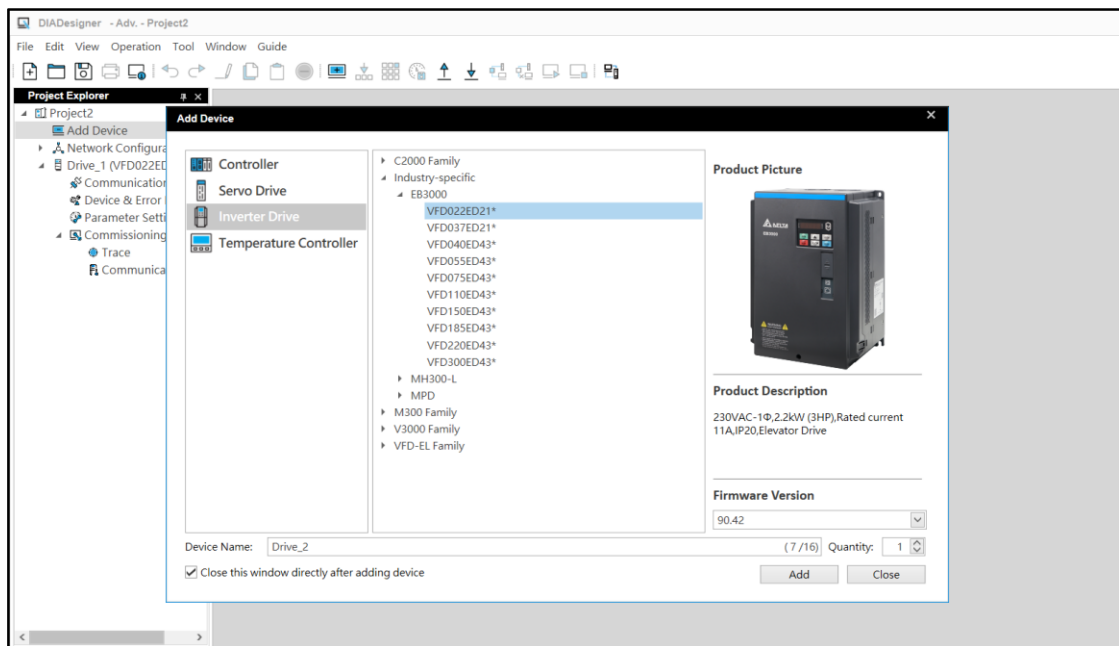 DIADesigner - Adv. - Project2
File Edit View Operation Tool Window Guide
Project Explorer
Project2
Add Device
Network Configura
Drive_1 (VFD022ED
Communication
Device & Error
Parameter Setti
Commissioning
Trace
Communica
Add Device
Controller
Servo Drive
Inverter Drive
Temperature Controller
C2000 Family
Industry-specific
EB3000
VFD022ED21*
VFD037ED21*
VFD040ED43*
VFD055ED43*
VFD075ED43*
VFD110ED43*
VFD150ED43*
VFD185ED43*
VFD220ED43*
VFD300ED43*
MH300-L
MPD
M300 Family
V3000 Family
VFD-EL Family
Product Picture
Product Description
230VAC-1Φ,2.2kW (3HP),Rated current
11A,IP20,Elevator Drive
Firmware Version
90.42
Device Name: Drive_2 ( 7 /16) Quantity: 1
Close this window directly after adding device
Add Close